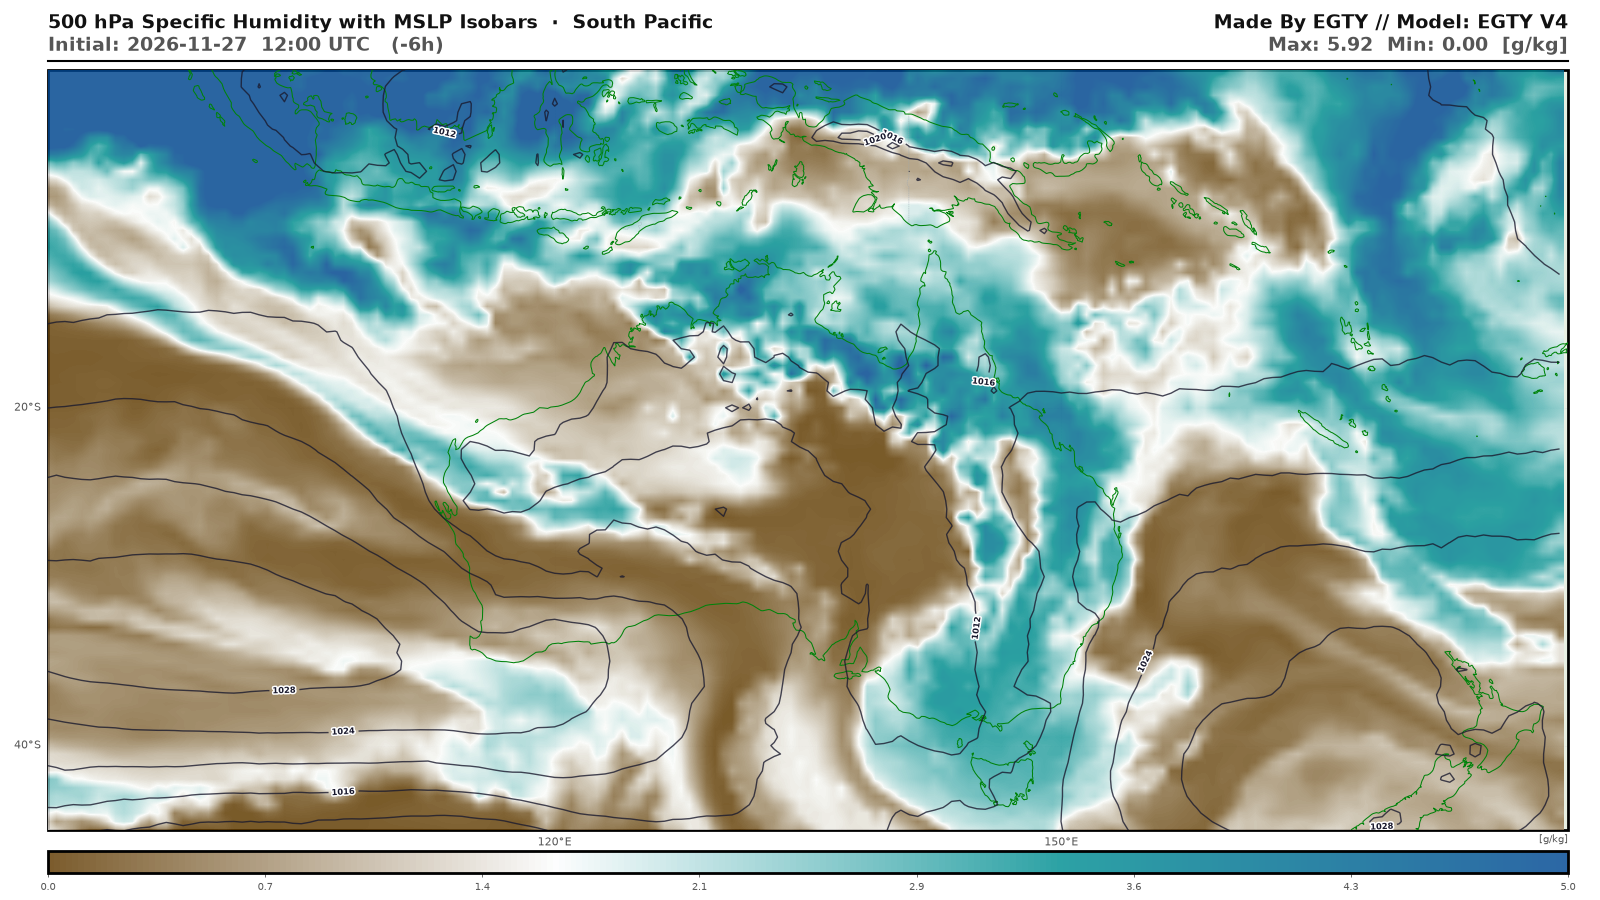 500 hPa Specific Humidity with MSLP Isobars · South Pacific
Made By EGTY // Model: EGTY V4
Initial: 2026-11-27 12:00 UTC (-6h)
Max: 5.92 Min: 0.00 [g/kg]
1012
1020
1016
1016
20°S
1012
1024
1028
1024
40°S
1016
1028
120°E
150°E
[g/kg]
0.0
0.7
1.4
2.1
2.9
3.6
4.3
5.0